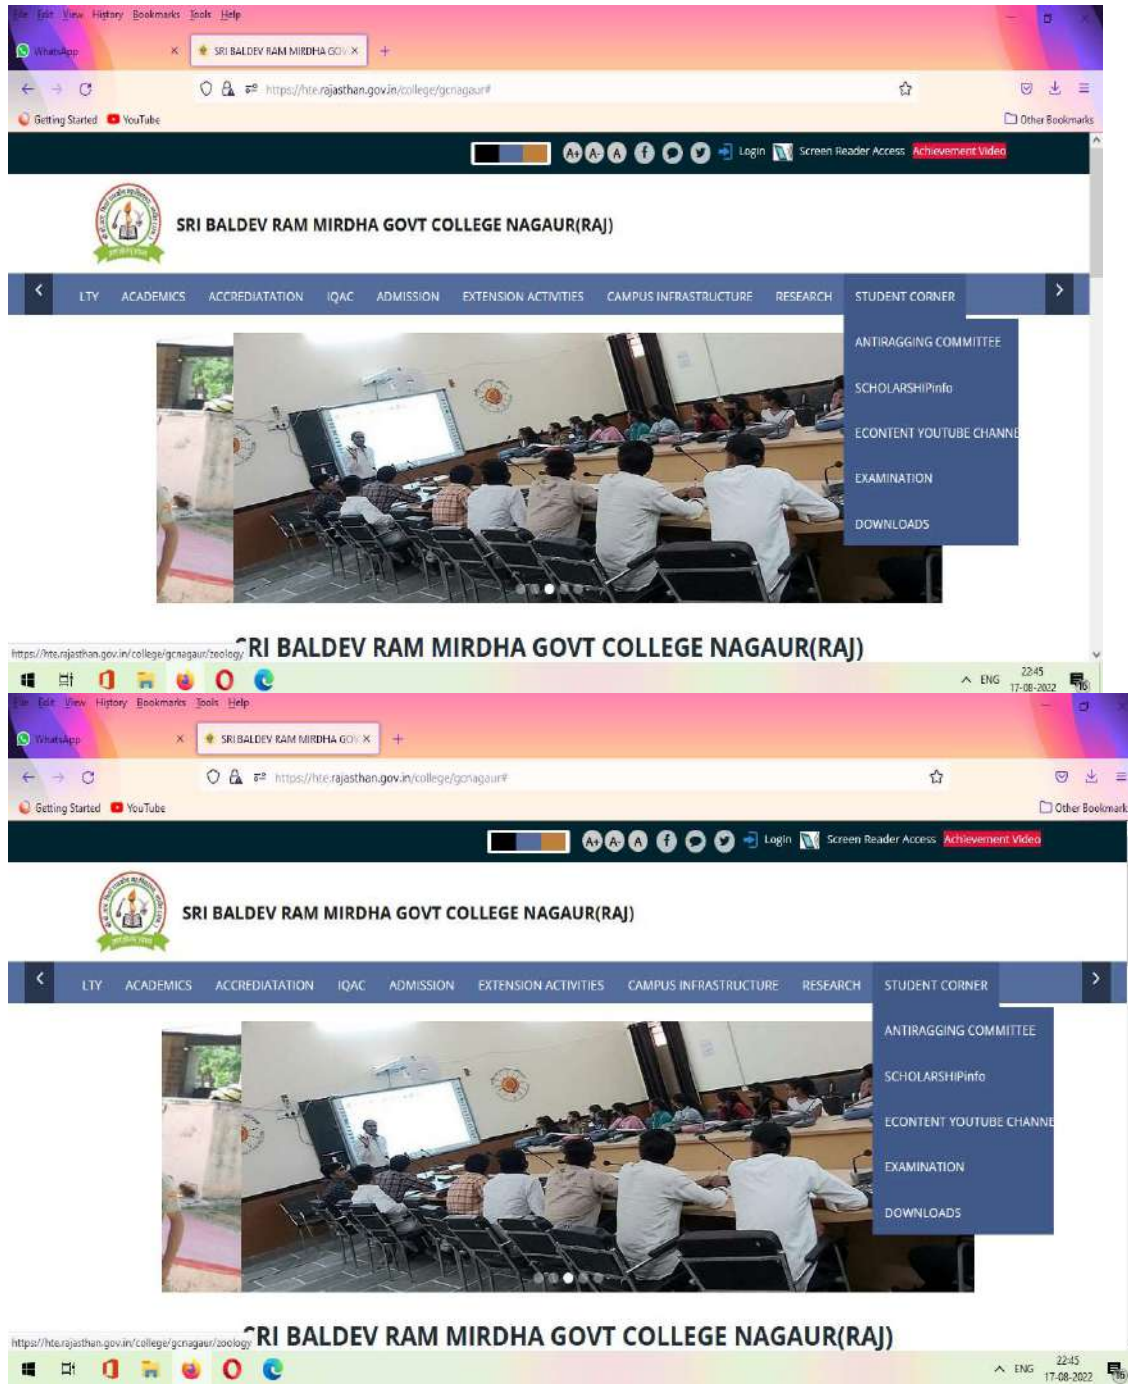 File Edit View History Bookmarks Tools Help
WhatsApp × SRI BALDEV RAM MIRDHA GOV × +
https://hte.rajasthan.gov.in/college/gcnagaur#
Getting Started YouTube Other Bookmarks
A+ A- A Login Screen Reader Access Achievement Video
SRI BALDEV RAM MIRDHA GOVT COLLEGE NAGAUR(RAJ)
LTY ACADEMICS ACCREDIATATION IQAC ADMISSION EXTENSION ACTIVITIES CAMPUS INFRASTRUCTURE RESEARCH STUDENT CORNER
ANTIRAGGING COMMITTEE
SCHOLARSHIPinfo
ECONTENT YOUTUBE CHANNE
EXAMINATION
DOWNLOADS
SRI BALDEV RAM MIRDHA GOVT COLLEGE NAGAUR(RAJ)
https://hte.rajasthan.gov.in/college/gcnagaur/zoology
ENG 22:45
17-08-2022 16
File Edit View History Bookmarks Tools Help
WhatsApp × SRI BALDEV RAM MIRDHA GOV × +
https://hte.rajasthan.gov.in/college/gcnagaur#
Getting Started YouTube Other Bookmark
A+ A- A Login Screen Reader Access Achievement Video
SRI BALDEV RAM MIRDHA GOVT COLLEGE NAGAUR(RAJ)
LTY ACADEMICS ACCREDIATATION IQAC ADMISSION EXTENSION ACTIVITIES CAMPUS INFRASTRUCTURE RESEARCH STUDENT CORNER
ANTIRAGGING COMMITTEE
SCHOLARSHIPinfo
ECONTENT YOUTUBE CHANNE
EXAMINATION
DOWNLOADS
SRI BALDEV RAM MIRDHA GOVT COLLEGE NAGAUR(RAJ)
https://hte.rajasthan.gov.in/college/gcnagaur/zoology
ENG 22:45
17-08-2022 16